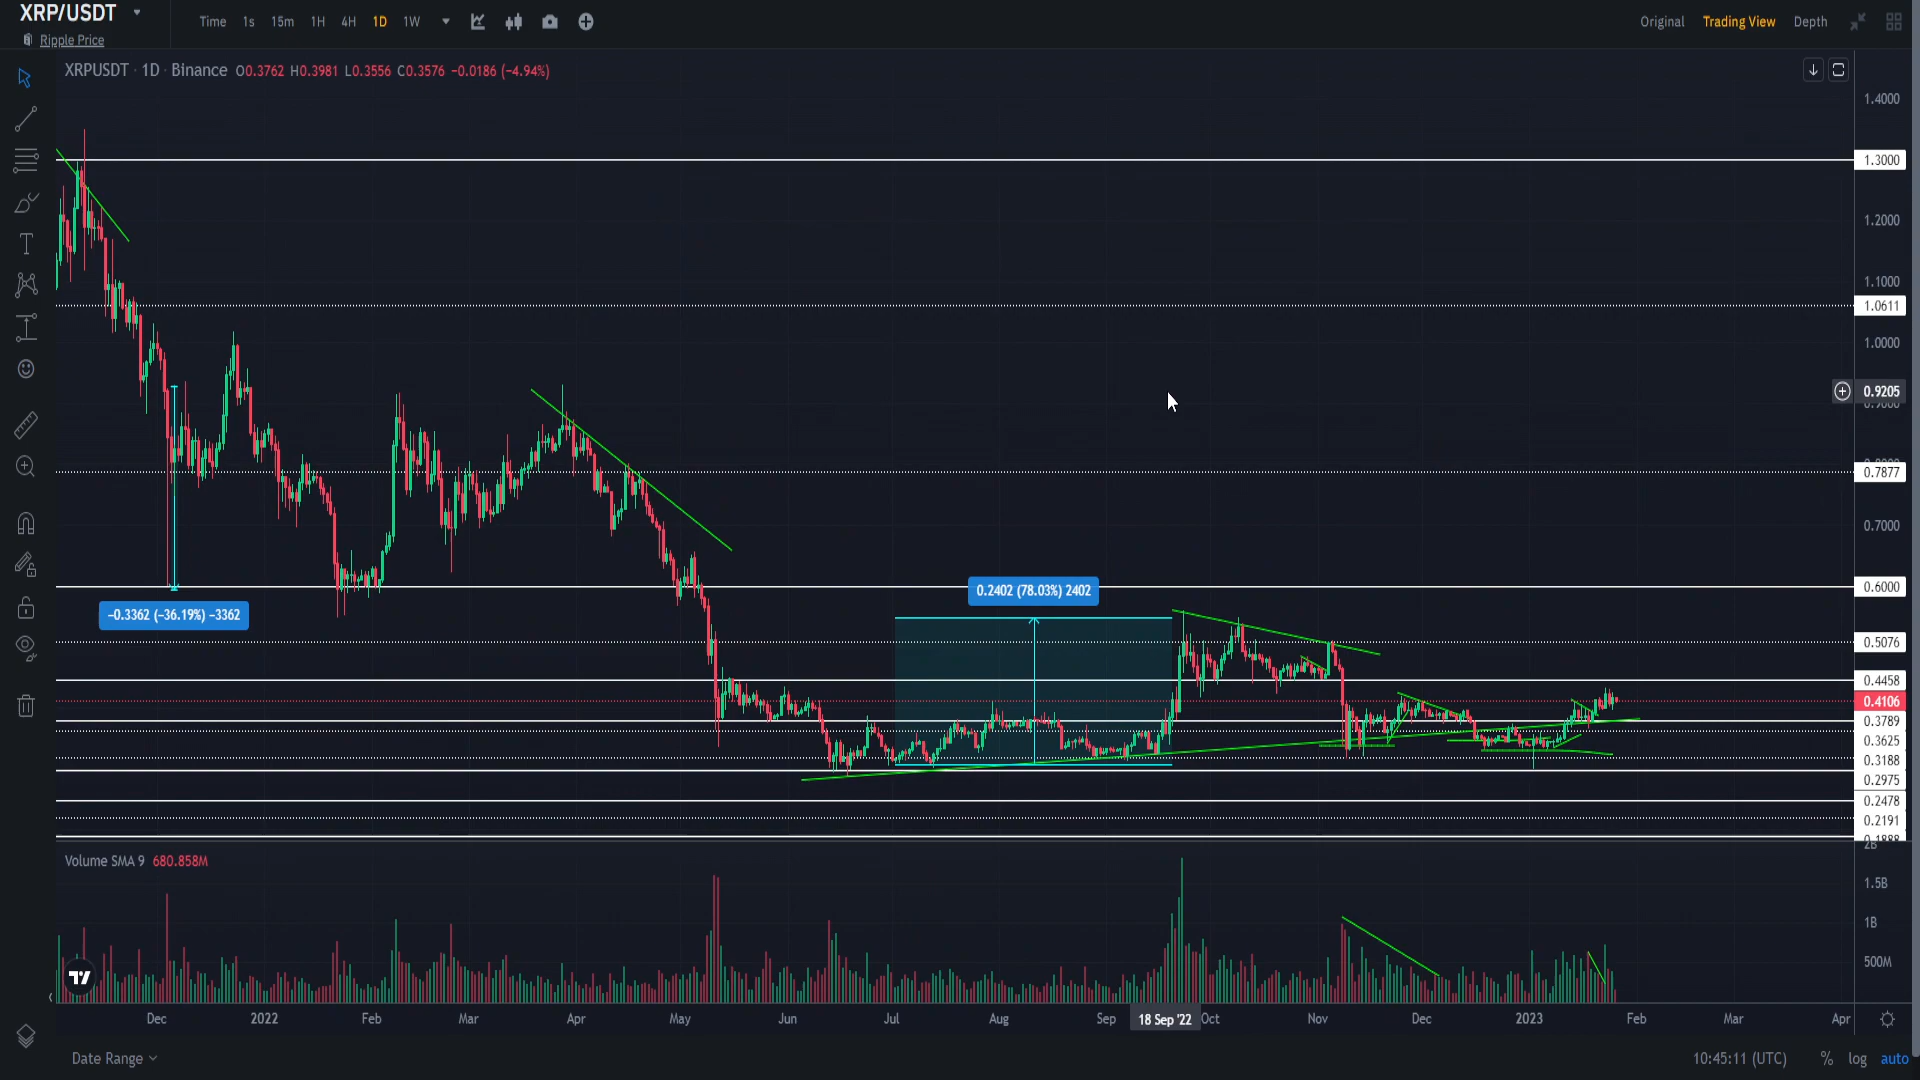 XRP/USDT
Ripple Price
Time 1s 15m 1H 4H 1D 1W
Original Trading View Depth
XRPUSDT · 1D · Binance O0.3762 H0.3981 L0.3556 C0.3576 −0.0186 (−4.94%)
1.4000
1.3000
1.2000
1.1000
1.0611
1.0000
0.9205
0.7877
0.7000
0.6000
0.5076
0.4458
0.4106
0.3789
0.3625
0.3188
0.2975
0.2478
0.2191
−0.3362 (−36.19%) −3362
0.2402 (78.03%) 2402
Volume SMA 9 680.858M
2B
1.5B
1B
500M
Dec 2022 Feb Mar Apr May Jun Jul Aug Sep 18 Sep '22 Oct Nov Dec 2023 Feb Mar Apr
Date Range
10:45:11 (UTC) % log auto